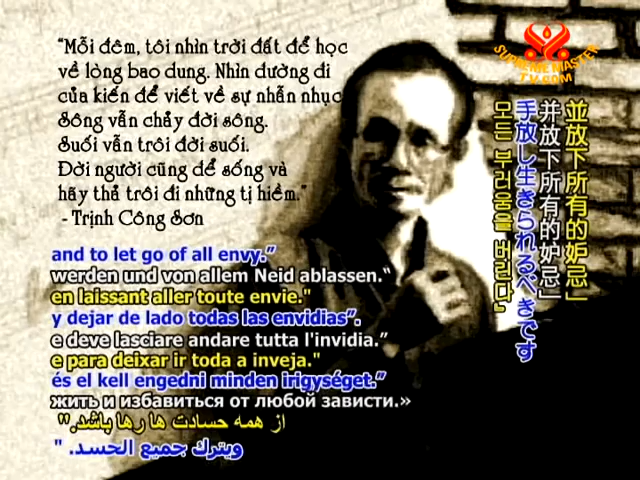 “Mỗi đêm, tôi nhìn trời đất để học
về lòng bao dung. Nhìn đường đi
của kiến để viết về sự nhẫn nhục.
Sông vẫn chảy đời sông.
Suối vẫn trôi đời suối.
Đời người cũng để sống và
hãy thả trôi đi những tị hiềm.”
- Trịnh Công Sơn
SUPREME MASTER
TV.COM
並放下所有的妒忌」
并放下所有的妒忌」
手放し生きられるべきです
모든 부러움을 버린다』
and to let go of all envy.”
werden und von allem Neid ablassen.“
en laissant aller toute envie."
y dejar de lado todas las envidias”.
e deve lasciare andare tutta l'invidia.”
e para deixar ir toda a inveja."
és el kell engedni minden irigységet.”
жить и избавиться от любой зависти.»
از همه حسادت ها رها باشد."
ويترك جميع الحسد. "